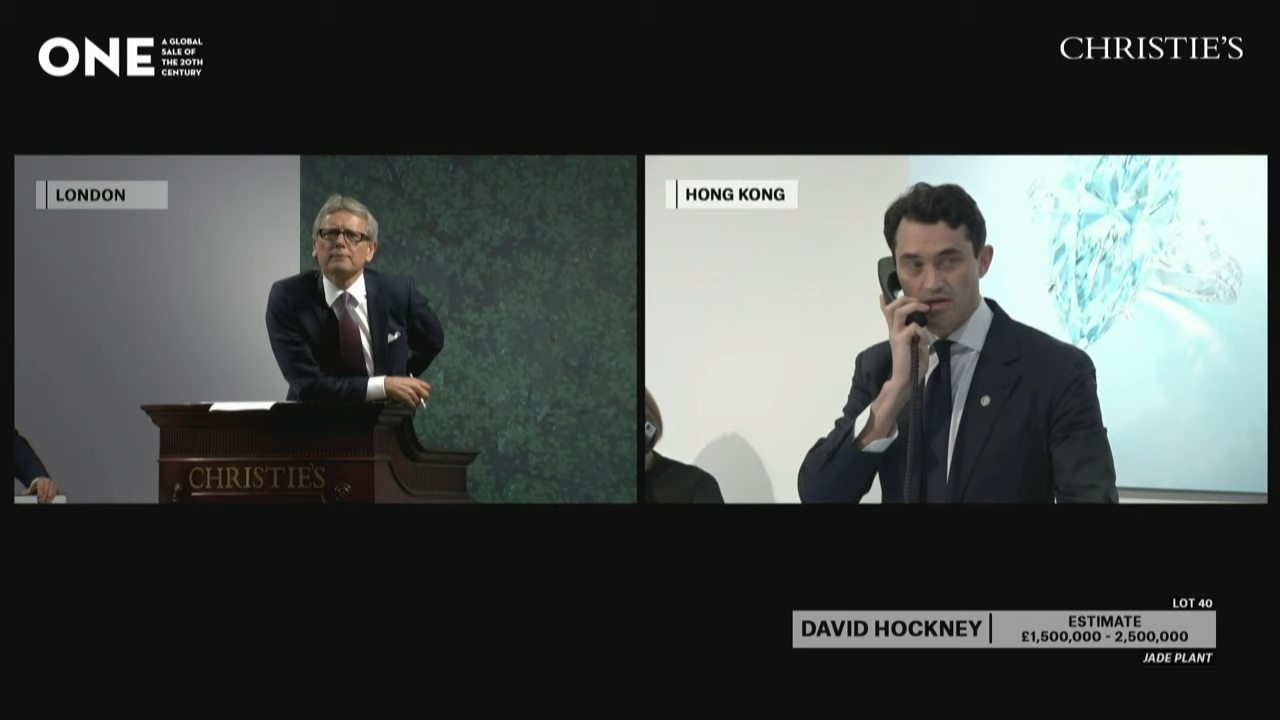 ONE
A GLOBAL
SALE OF
THE 20TH
CENTURY
CHRISTIE'S
LONDON
HONG KONG
CHRISTIE'S
LOT 40
DAVID HOCKNEY
ESTIMATE
£1,500,000 - 2,500,000
JADE PLANT